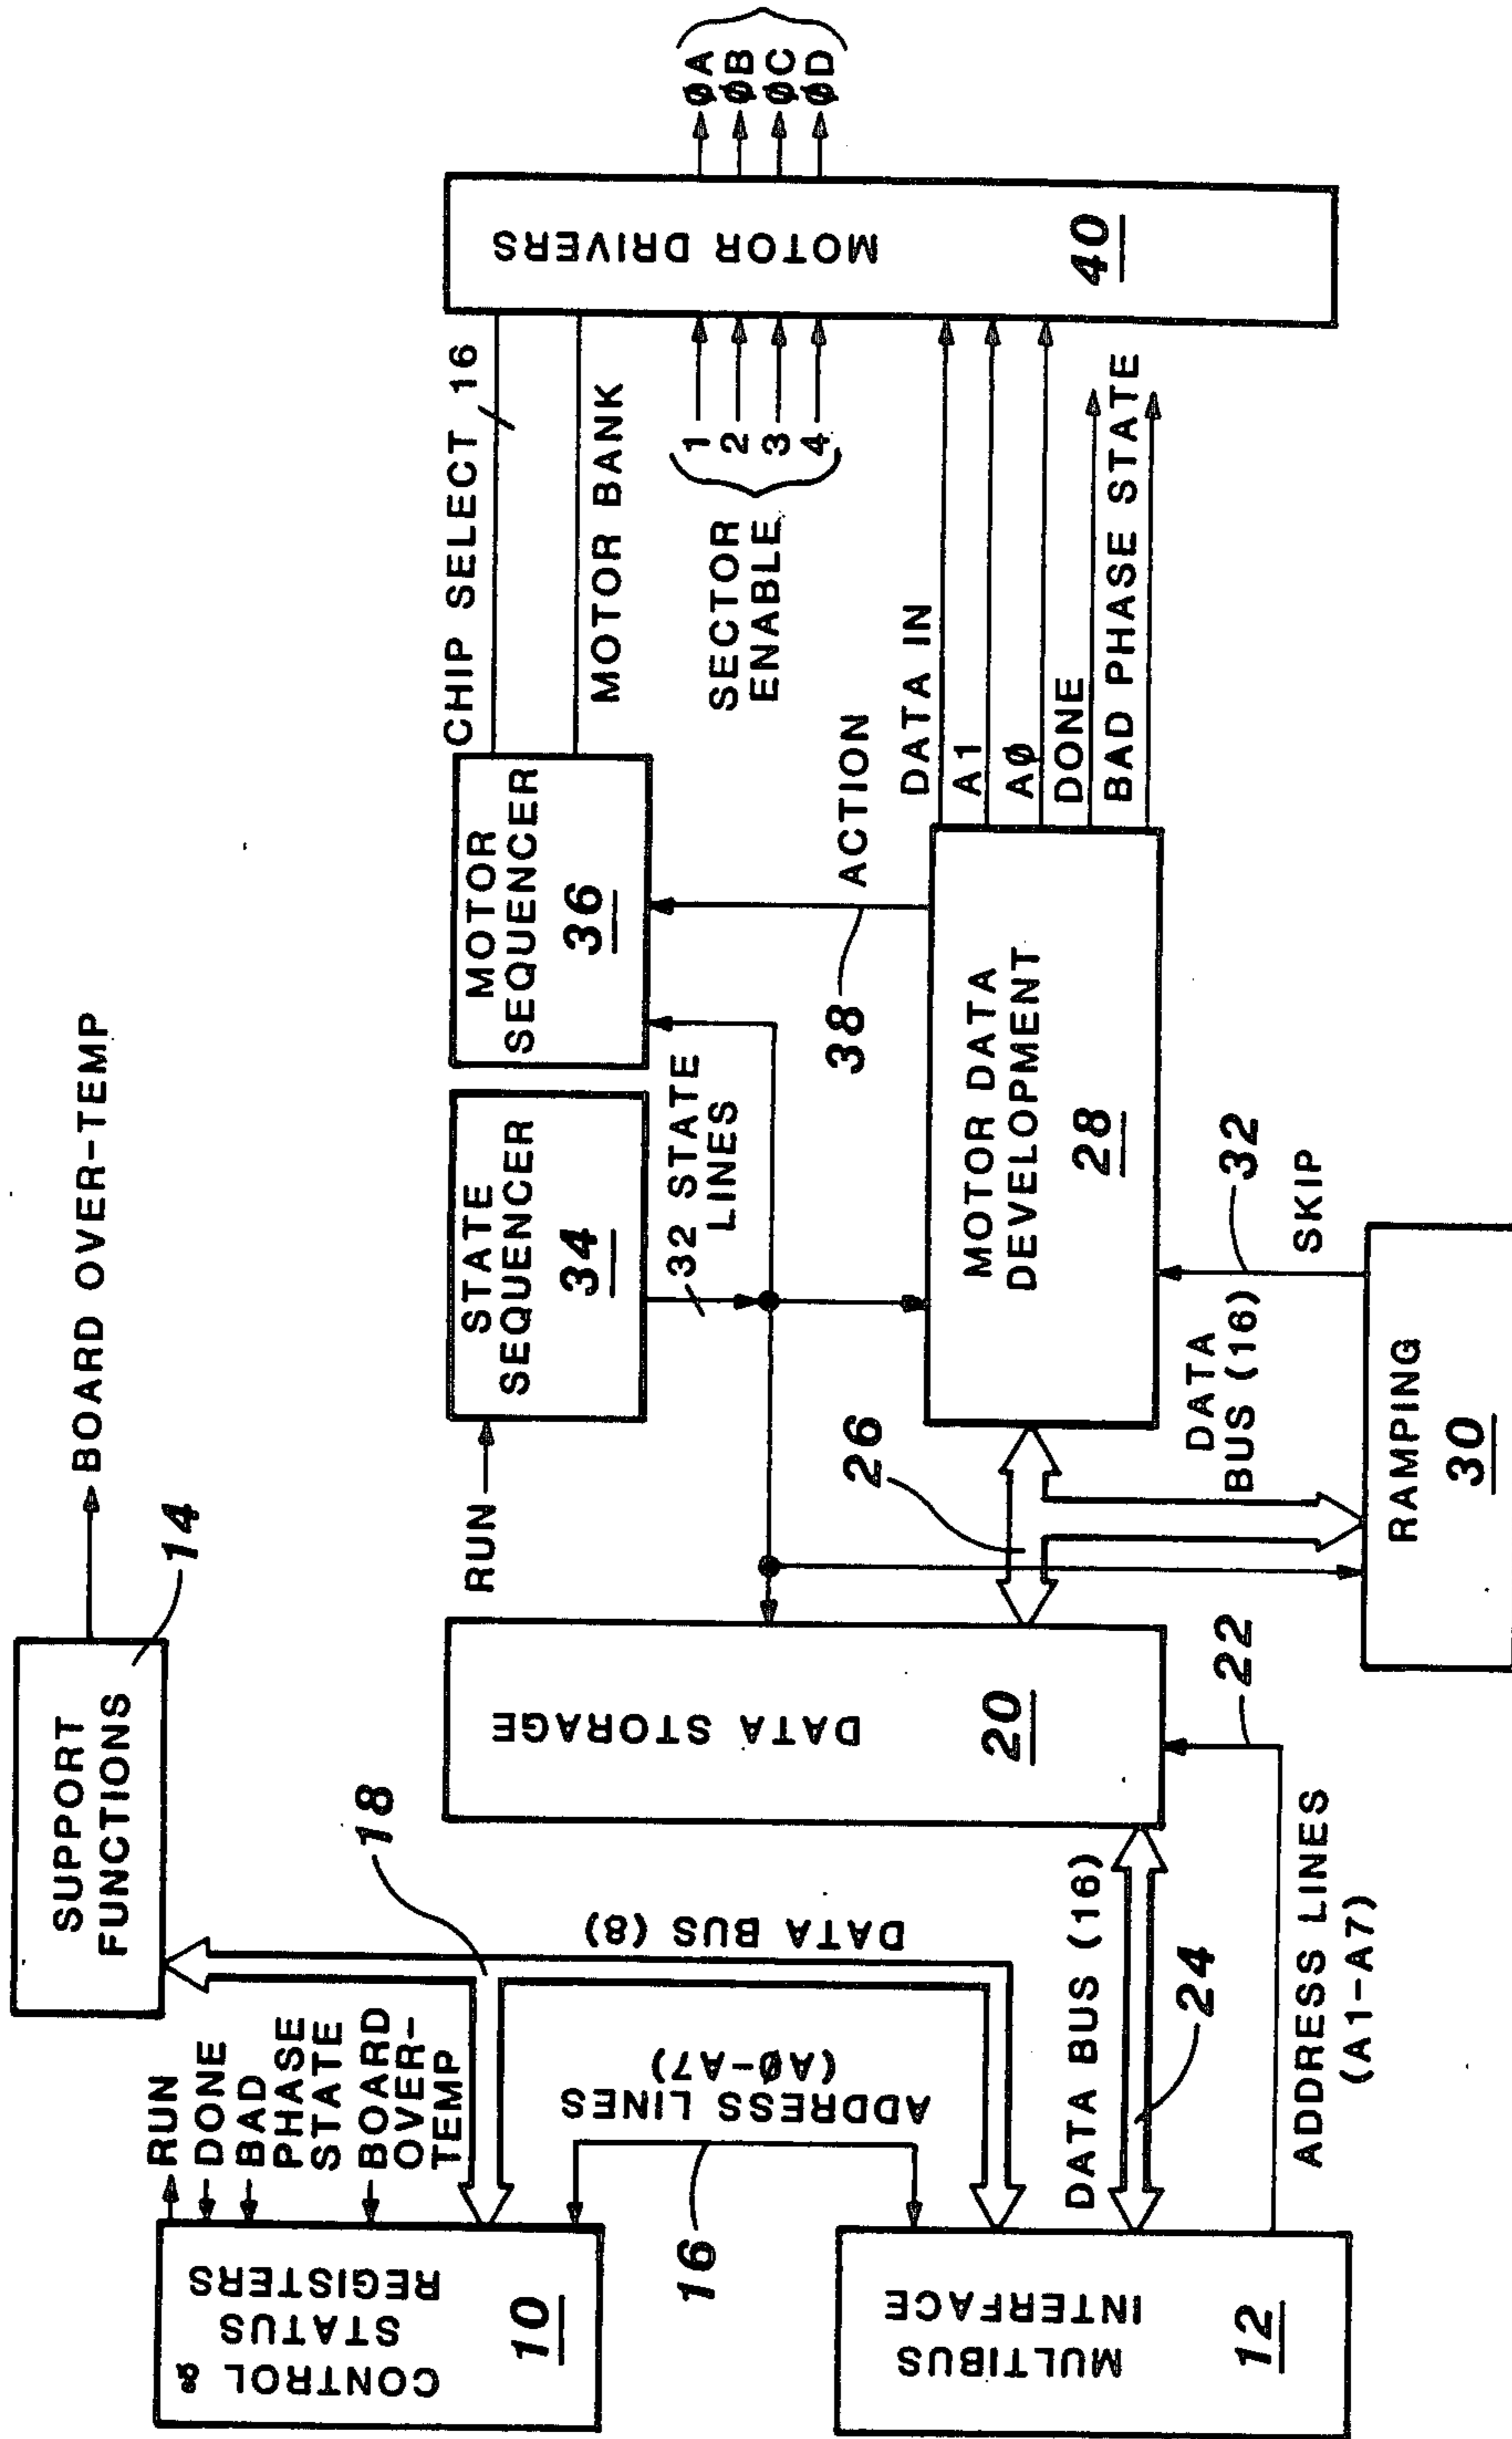 SUPPORT
FUNCTIONS
14
BOARD OVER-TEMP
RUN
DONE
BAD
PHASE
STATE
BOARD
OVER-
TEMP
CONTROL &
STATUS
REGISTERS
10
18
DATA BUS (8)
ADDRESS LINES
(AØ-A7)
16
MULTIBUS
INTERFACE
12
DATA BUS (16)
24
ADDRESS LINES
(A1-A7)
22
DATA STORAGE
20
RUN
STATE
SEQUENCER
34
32 STATE
LINES
MOTOR
SEQUENCER
36
CHIP SELECT 16
MOTOR BANK
SECTOR
ENABLE
1
2
3
4
ACTION
38
26
MOTOR DATA
DEVELOPMENT
28
DATA
BUS (16)
SKIP
32
RAMPING
30
DATA IN
A1
AØ
DONE
BAD PHASE STATE
MOTOR DRIVERS
40
ØA
ØB
ØC
ØD